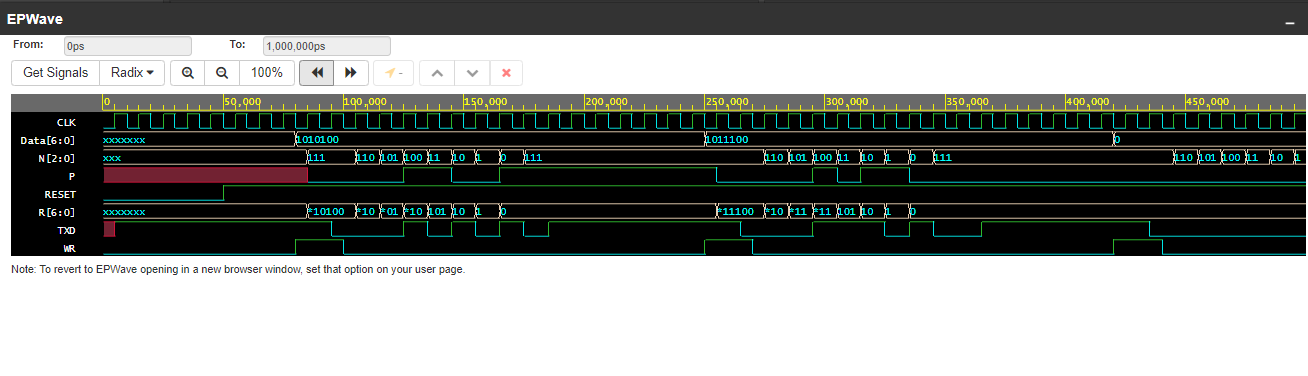 EPWave
From: 0ps To: 1,000,000ps
Get Signals Radix 100% -
0 50,000 100,000 150,000 200,000 250,000 300,000 350,000 400,000 450,000
CLK
Data[6:0] xxxxxxx 1010100 1011100 0
N[2:0] xxx 111 110 101 100 11 10 1 0 111 110 101 100 11 10 1 0 111 110 101 100 11 10 1
P
RESET
R[6:0] xxxxxxx *10100 *10 *01 *10 101 10 1 0 *11100 *10 *11 *11 101 10 1 0
TXD
WR
Note: To revert to EPWave opening in a new browser window, set that option on your user page.